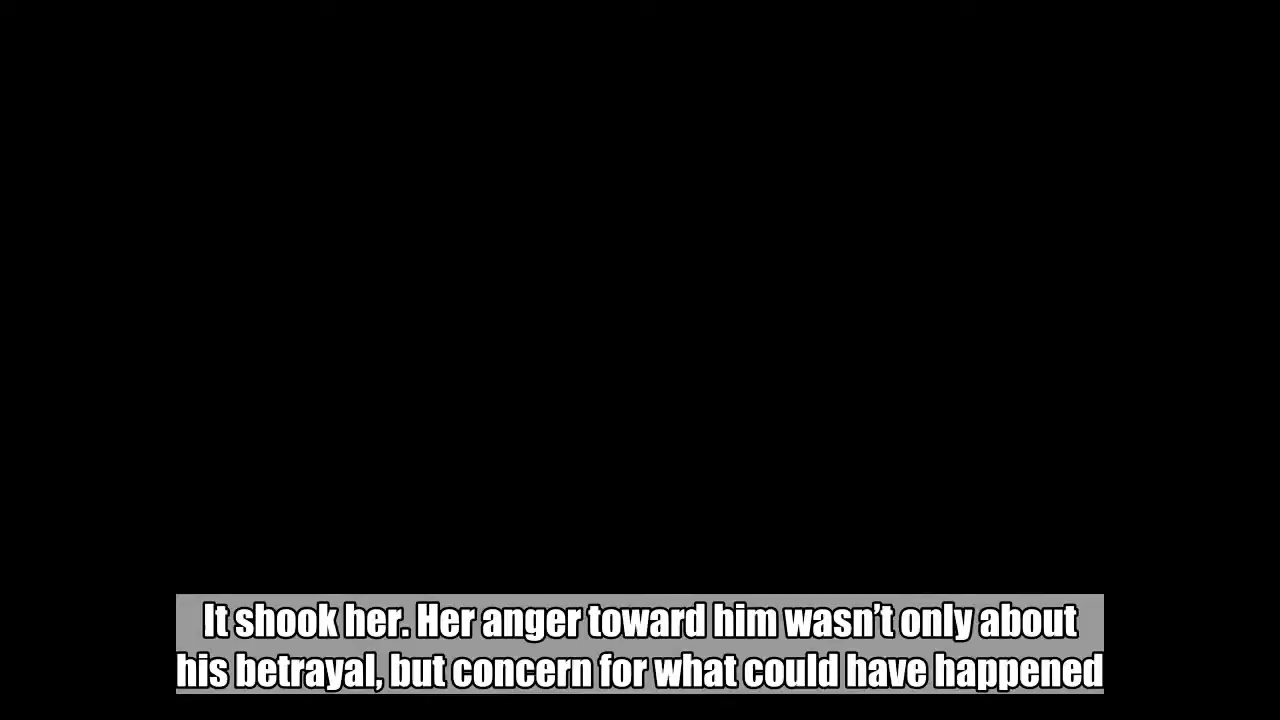 It shook her. Her anger toward him wasn’t only about
his betrayal, but concern for what could have happened